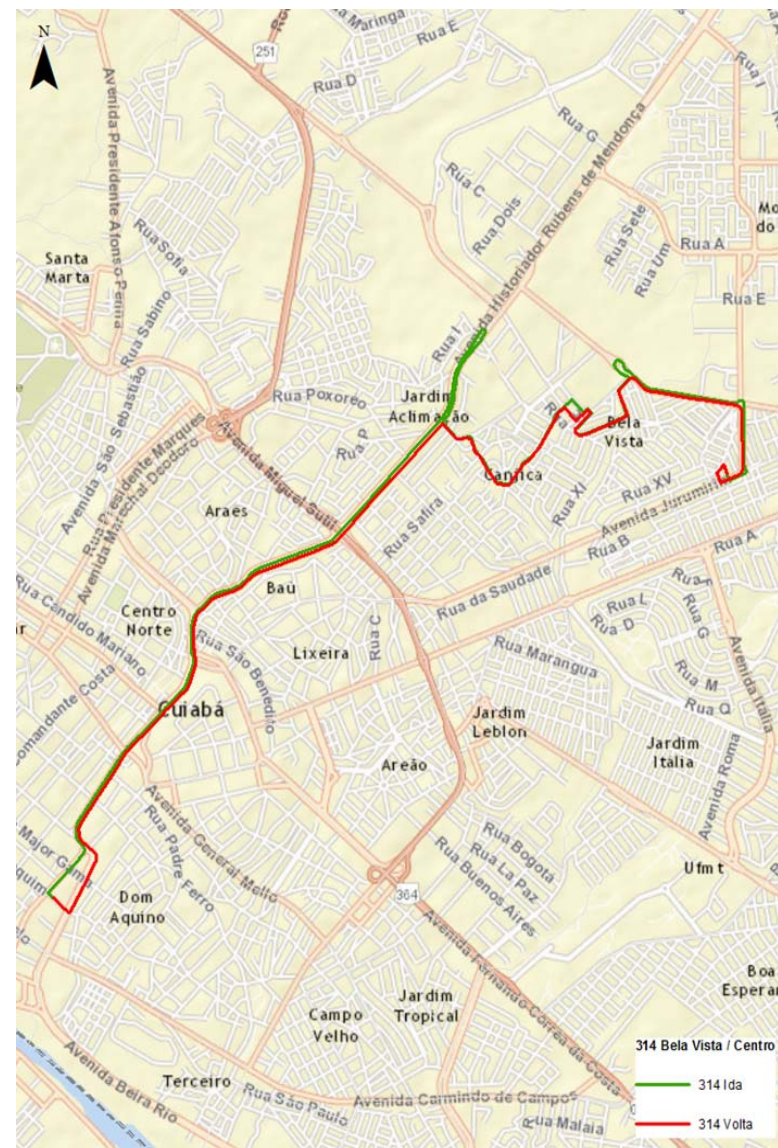 N
251
Rua Maringa
Rua E
Rua D
Rua I
Rua G
Avenida Presidente Afonso Penna
Rua C
Rua Dois
Avenida Historiador Rubens de Mendonça
Rua Sete
Rua Um
Rua A
Rua Sofia
Santa
Marta
Rua E
Rua Sabino
Rua I
Avenida São Sebastião
Rua Poxoreo
Jardim
Aclimação
Rua
Bela
Vista
Rua P
Rua Presidente Marques
Avenida Marechal Deodoro
Avenida Miguel Sutil
Canjica
Rua XI
Rua XV
Avenida Jurumirim
Araes
Rua Safira
Rua B
Rua A
Baú
Rua da Saudade
Rua F
Rua Candido Mariano
Centro
Norte
Rua São Benedito
Rua C
Lixeira
Rua L
Rua D
Rua G
Rua Marangua
Rua M
Rua Q
Avenida Italia
Comandante Costa
Cuiabá
Jardim
Leblon
Jardim
Itália
Areão
Avenida Roma
Avenida General Mello
Rua Padre Ferro
Major Gama
Rua Bogota
Rua La Paz
Rua Buenos Aires
Ufmt
Dom
Aquino
364
Avenida Fernando Correa da Costa
Boa
Esperan
Campo
Velho
Jardim
Tropical
Avenida Beira Rio
Terceiro
Rua São Paulo
Avenida Carmindo de Campos
Rua Malaia
314 Bela Vista / Centro
314 Ida
314 Volta